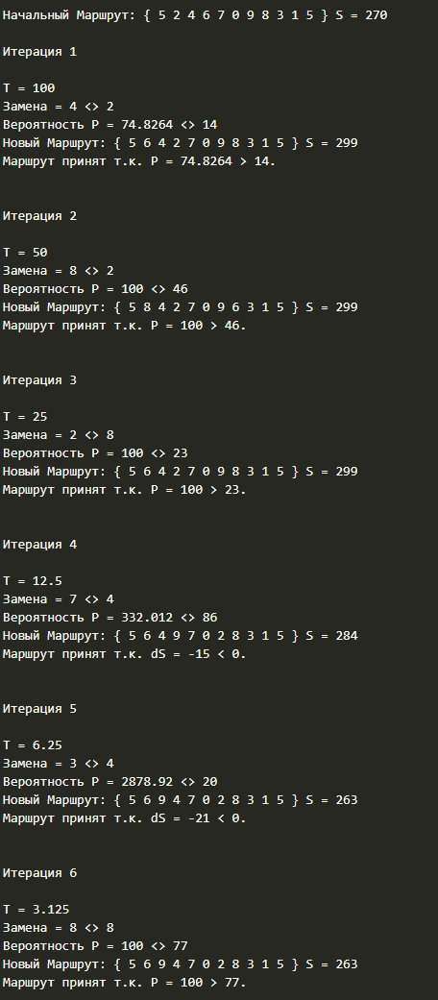 Начальный Маршрут: { 5 2 4 6 7 0 9 8 3 1 5 } S = 270
Итерация 1
T = 100
Замена = 4 <> 2
Вероятность P = 74.8264 <> 14
Новый Маршрут: { 5 6 4 2 7 0 9 8 3 1 5 } S = 299
Маршрут принят т.к. P = 74.8264 > 14.
Итерация 2
T = 50
Замена = 8 <> 2
Вероятность P = 100 <> 46
Новый Маршрут: { 5 8 4 2 7 0 9 6 3 1 5 } S = 299
Маршрут принят т.к. P = 100 > 46.
Итерация 3
T = 25
Замена = 2 <> 8
Вероятность P = 100 <> 23
Новый Маршрут: { 5 6 4 2 7 0 9 8 3 1 5 } S = 299
Маршрут принят т.к. P = 100 > 23.
Итерация 4
T = 12.5
Замена = 7 <> 4
Вероятность P = 332.012 <> 86
Новый Маршрут: { 5 6 4 9 7 0 2 8 3 1 5 } S = 284
Маршрут принят т.к. dS = -15 < 0.
Итерация 5
T = 6.25
Замена = 3 <> 4
Вероятность P = 2878.92 <> 20
Новый Маршрут: { 5 6 9 4 7 0 2 8 3 1 5 } S = 263
Маршрут принят т.к. dS = -21 < 0.
Итерация 6
T = 3.125
Замена = 8 <> 8
Вероятность P = 100 <> 77
Новый Маршрут: { 5 6 9 4 7 0 2 8 3 1 5 } S = 263
Маршрут принят т.к. P = 100 > 77.